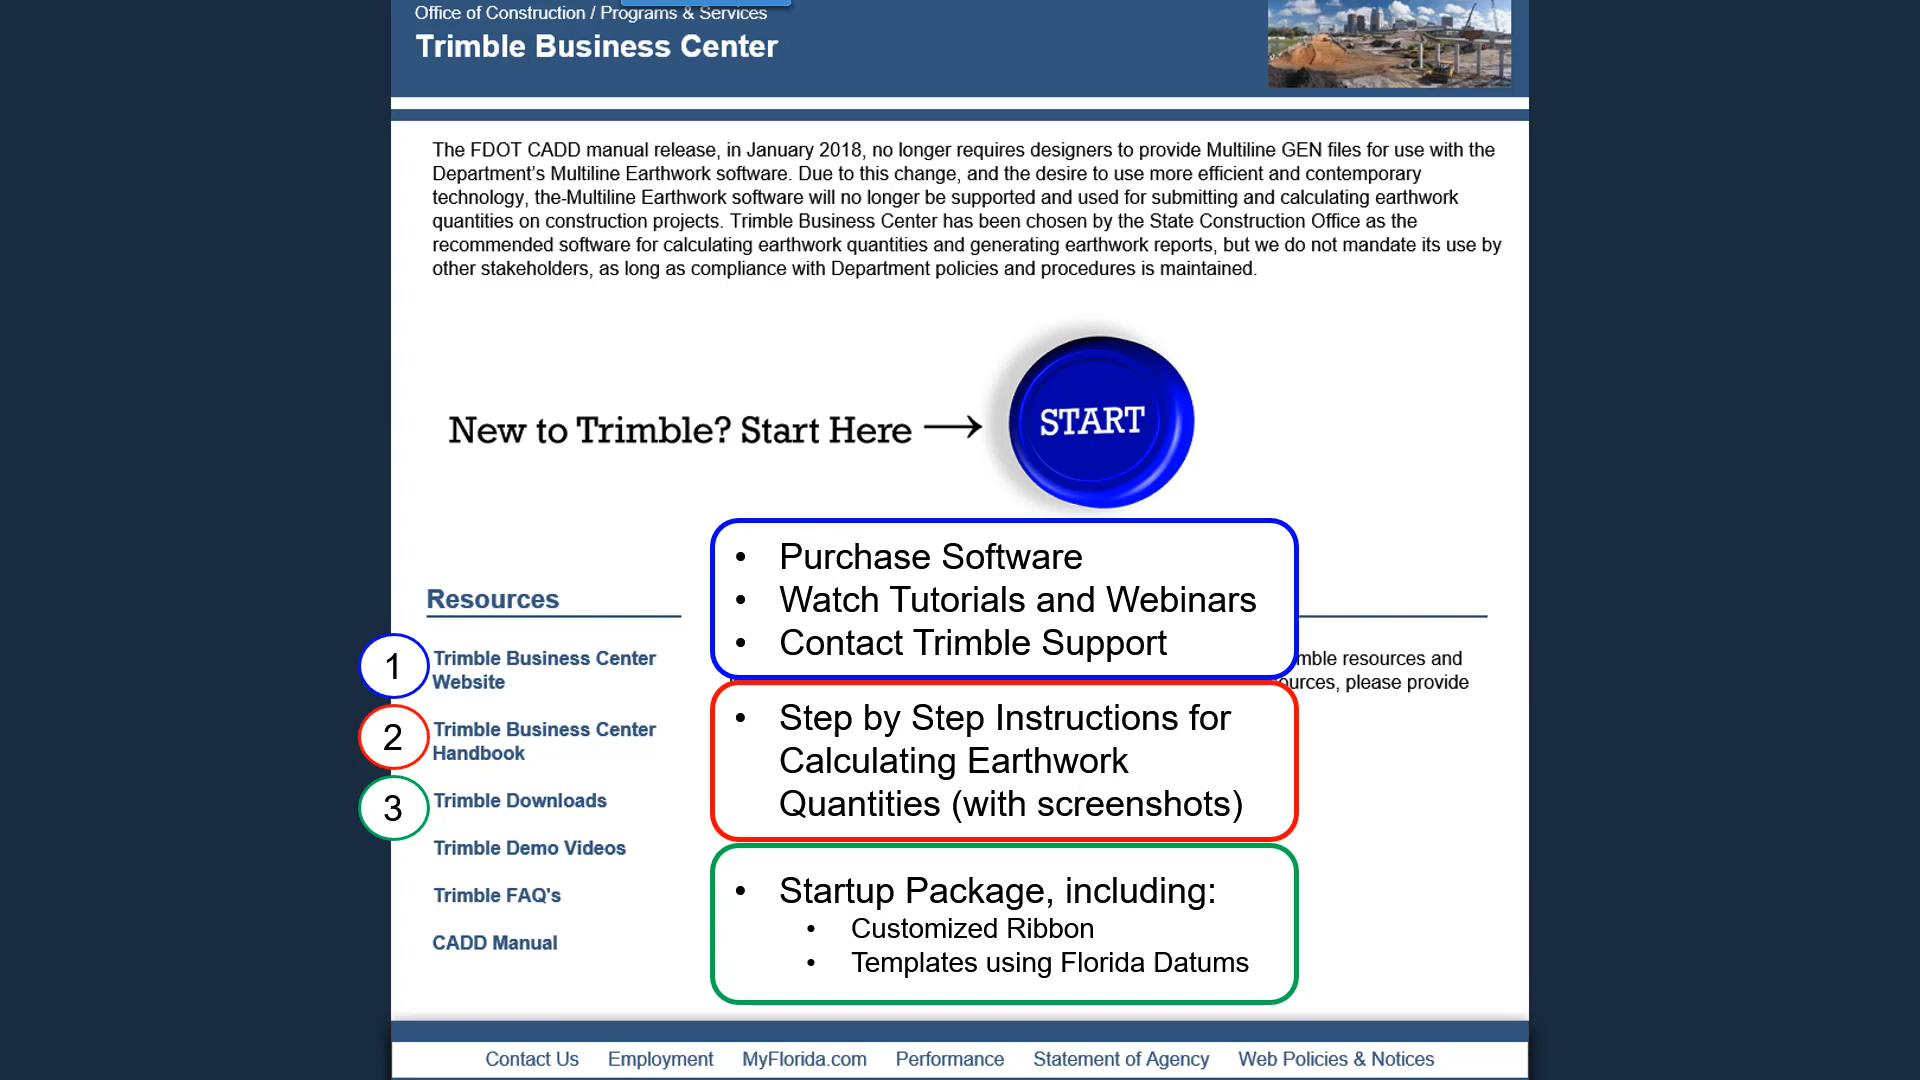 Office of Construction / Programs & Services
Trimble Business Center
The FDOT CADD manual release, in January 2018, no longer requires designers to provide Multiline GEN files for use with the
Department's Multiline Earthwork software. Due to this change, and the desire to use more efficient and contemporary
technology, the-Multiline Earthwork software will no longer be supported and used for submitting and calculating earthwork
quantities on construction projects. Trimble Business Center has been chosen by the State Construction Office as the
recommended software for calculating earthwork quantities and generating earthwork reports, but we do not mandate its use by
other stakeholders, as long as compliance with Department policies and procedures is maintained.
New to Trimble? Start Here →
START
• Purchase Software
• Watch Tutorials and Webinars
• Contact Trimble Support
Resources
1 Trimble Business Center
Website
resources and
please provide
• Step by Step Instructions for
Calculating Earthwork
Quantities (with screenshots)
2 Trimble Business Center
Handbook
3 Trimble Downloads
Trimble Demo Videos
Trimble FAQ's
CADD Manual
• Startup Package, including:
• Customized Ribbon
• Templates using Florida Datums
Contact Us Employment MyFlorida.com Performance Statement of Agency Web Policies & Notices